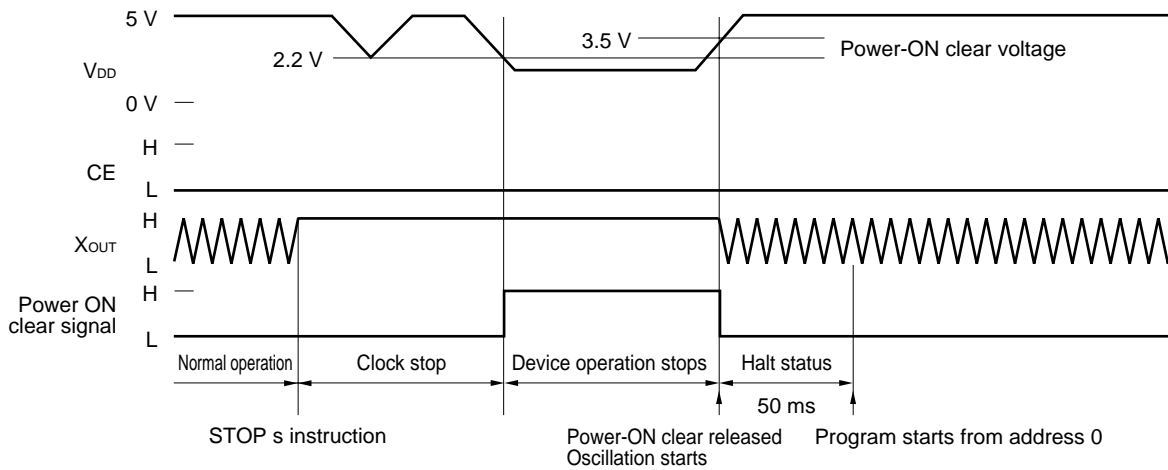 5 V
3.5 V
Power-ON clear voltage
2.2 V
VDD
0 V
H
CE
L
H
XOUT
L
H
Power ON
clear signal
L
Normal operation
Clock stop
Device operation stops
Halt status
50 ms
STOP s instruction
Power-ON clear released
Oscillation starts
Program starts from address 0